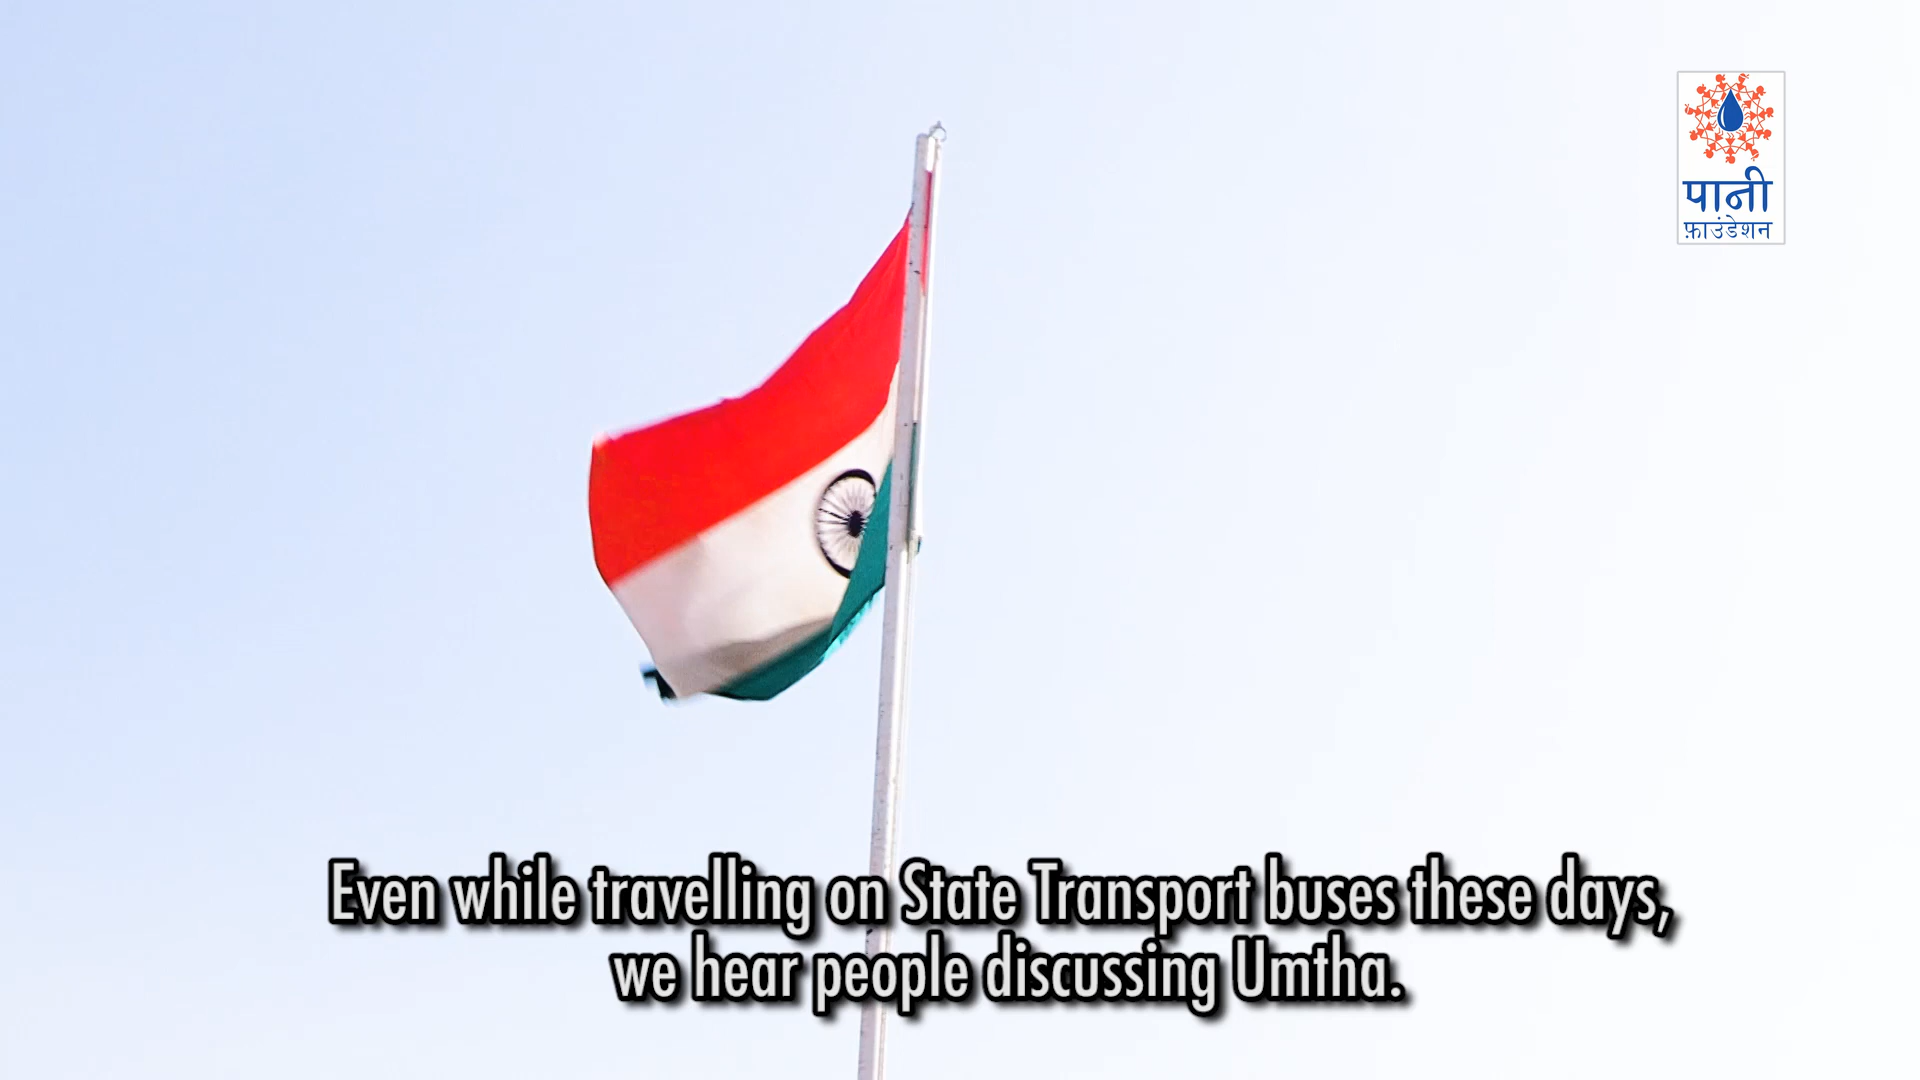 पानी
फ़ाउंडेशन
Even while travelling on State Transport buses these days,
we hear people discussing Umtha.